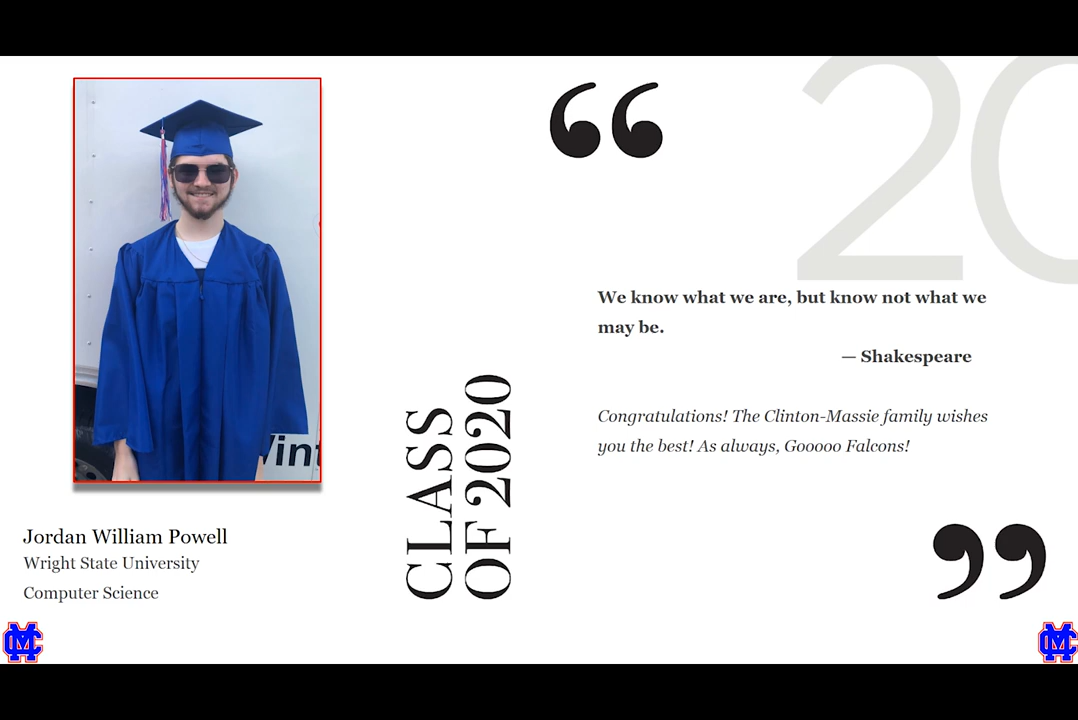 20
We know what we are, but know not what we
may be.
— Shakespeare
Congratulations! The Clinton-Massie family wishes
you the best! As always, Gooooo Falcons!
CLASS
OF 2020
Jordan William Powell
Wright State University
Computer Science
CM
CM